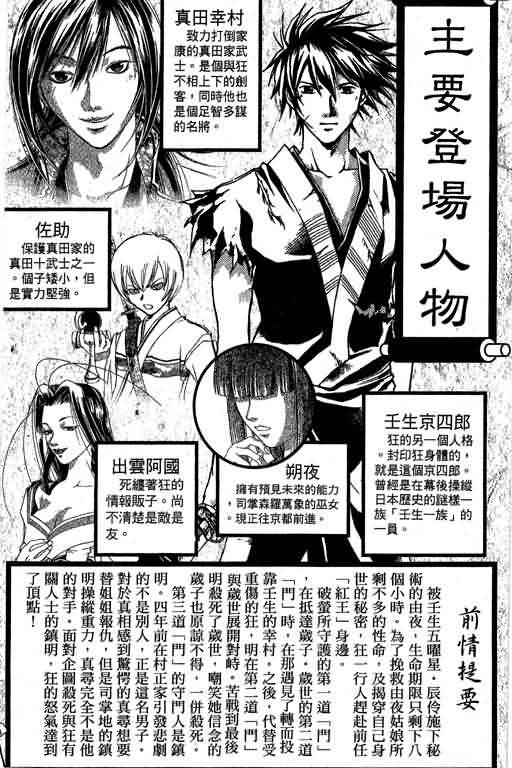 主要登場人物
真田幸村
致力打倒家
康的真田家武
士。是個與狂
不相上下的劍
客，同時他也
是個足智多謀
的名將。
佐助
保護真田家的
真田十武士之一
。個子矮小，但
是實力堅強。
壬生京四郎
狂的另一個人格
。封印狂身體的，
就是這個京四郎。
曾經是在幕後操縱
日本歷史的謎樣一
族「壬生一族」的
一員。
朔夜
擁有預見未來的能力
，司掌森羅萬象的巫女
。現正往京都前進。
出雲阿國
死纏著狂的
情報販子。尚
不清楚是敵是
友。
前情提要
被壬生五曜星‧辰伶施下秘
術的由夜，生命期限只剩下八
個小時。為了挽救由夜姑娘所
剩不多的性命，及揭穿自己身
世的秘密，狂一行人趕赴前任
「紅王」身邊。
破螢所守護的第一道「門」
，在抵達歲子‧歲世的第二道
「門」時，在那遇見了轉而投
靠壬生的幸村。之後，代替受
重傷的狂，明在第二道「門」
與歲世展開對峙。苦戰到最後
，明殺死了歲世，嘲笑她信念的
歲子也原諒不得，一併殺死。
第三道「門」的守門人是鎮
明。四年前在村正家引發悲劇
的不是別人，正是這名男子。
對於真相感到驚愕的真尋想要
替姐姐報仇，但是司掌地的鎮
明操縱重力，真尋完全不是他
的對手。面對企圖殺死與狂有
關人士的鎮明，狂的怒氣達到
了頂點！